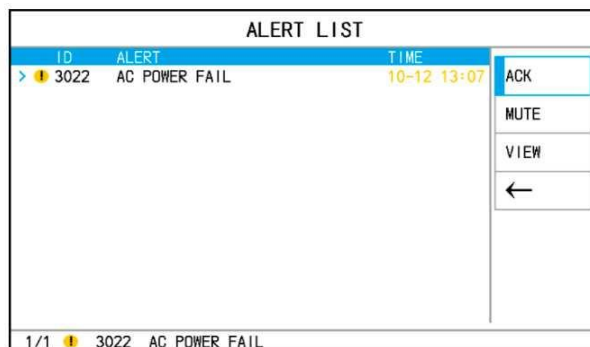 ALERT LIST
ID ALERT TIME
> ! 3022 AC POWER FAIL 10-12 13:07
ACK
MUTE
VIEW
←
1/1 ! 3022 AC POWER FAIL